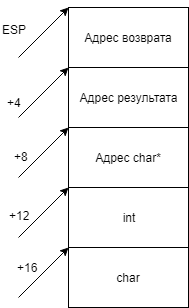 ESP
Адрес возврата
+4
Адрес результата
+8
Адрес char*
+12
int
+16
char